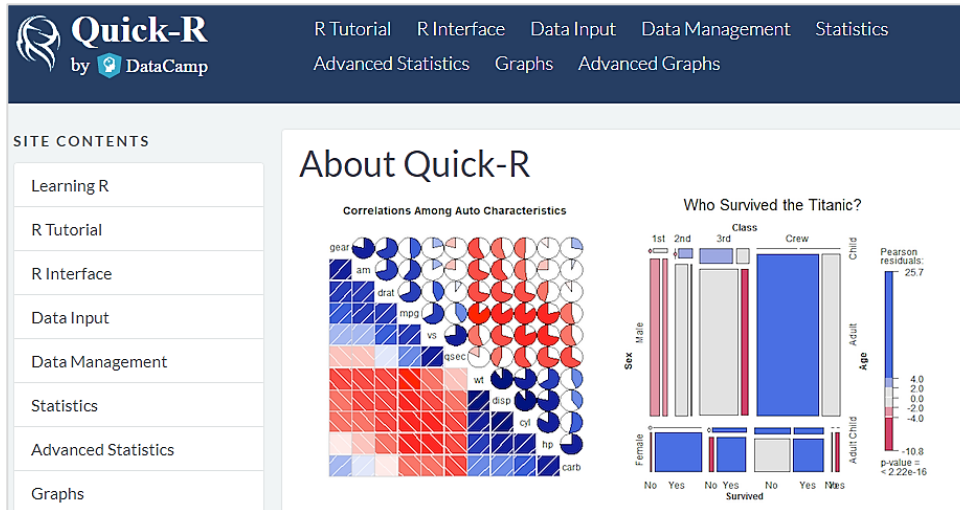 Quick-R
by DataCamp
R Tutorial R Interface Data Input Data Management Statistics
Advanced Statistics Graphs Advanced Graphs
SITE CONTENTS
Learning R
R Tutorial
R Interface
Data Input
Data Management
Statistics
Advanced Statistics
Graphs
About Quick-R
Correlations Among Auto Characteristics
gear
am
drat
mpg
vs
qsec
wt
disp
cyl
hp
carb
Who Survived the Titanic?
Class
1st 2nd 3rd Crew
Child
Adult
Age
Adult Child
Sex
Male
Female
No Yes No Yes No Yes Yes
Survived
Pearson
residuals:
25.7
4.0
2.0
0.0
-2.0
-4.0
-10.8
p-value =
< 2.22e-16